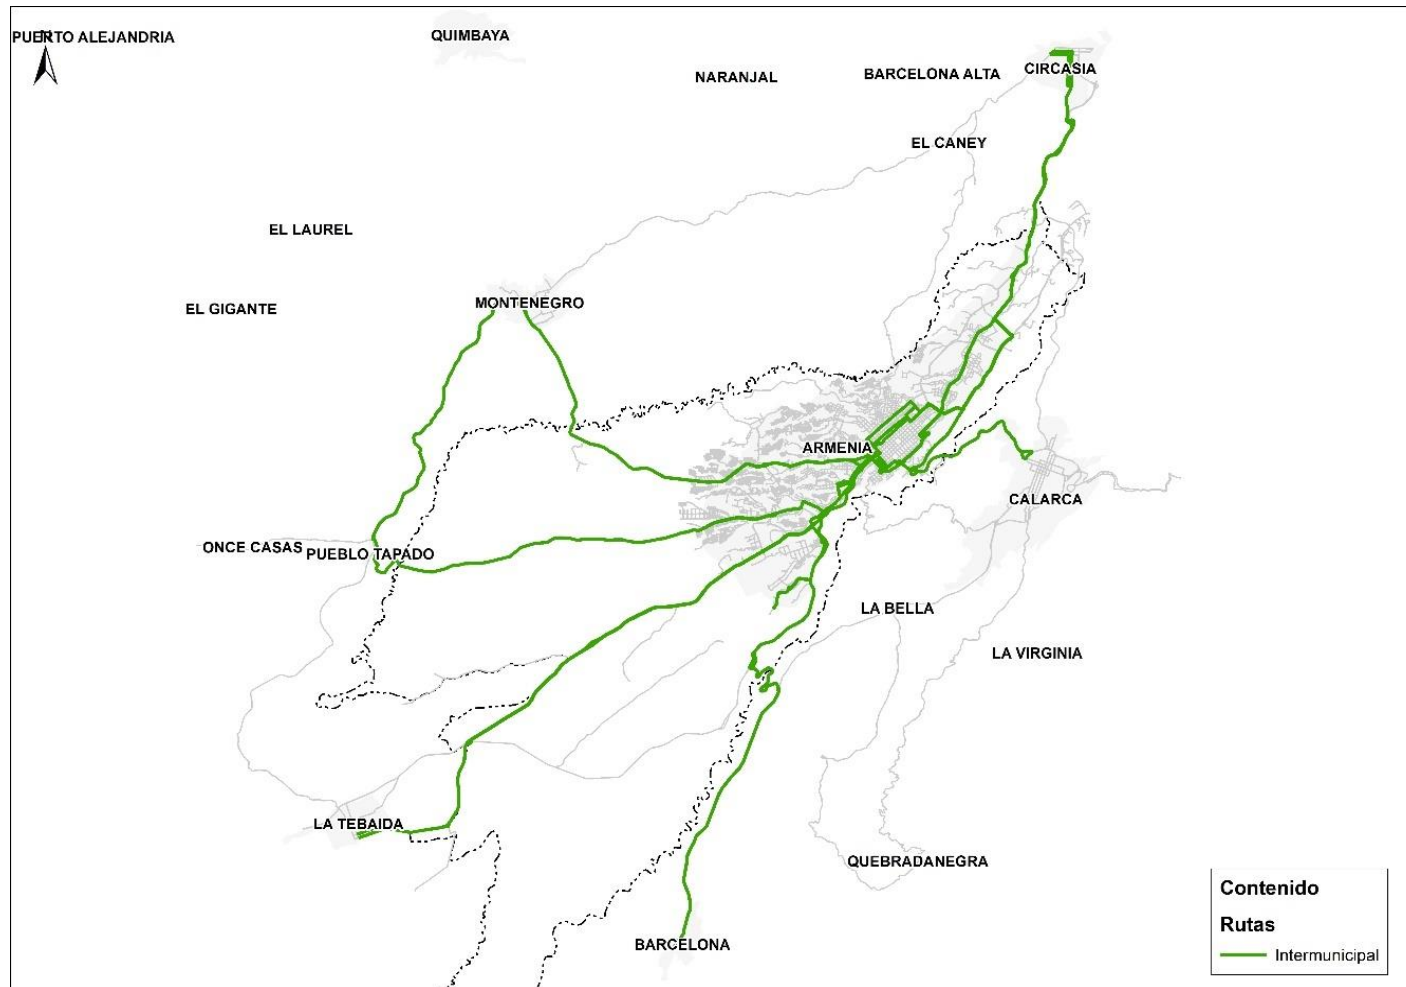 PUERTO ALEJANDRIA
N
QUIMBAYA
NARANJAL
BARCELONA ALTA
CIRCASIA
EL CANEY
EL LAUREL
EL GIGANTE
MONTENEGRO
ARMENIA
CALARCA
ONCE CASAS
PUEBLO TAPADO
LA BELLA
LA VIRGINIA
LA TEBAIDA
QUEBRADANEGRA
BARCELONA
Contenido
Rutas
Intermunicipal